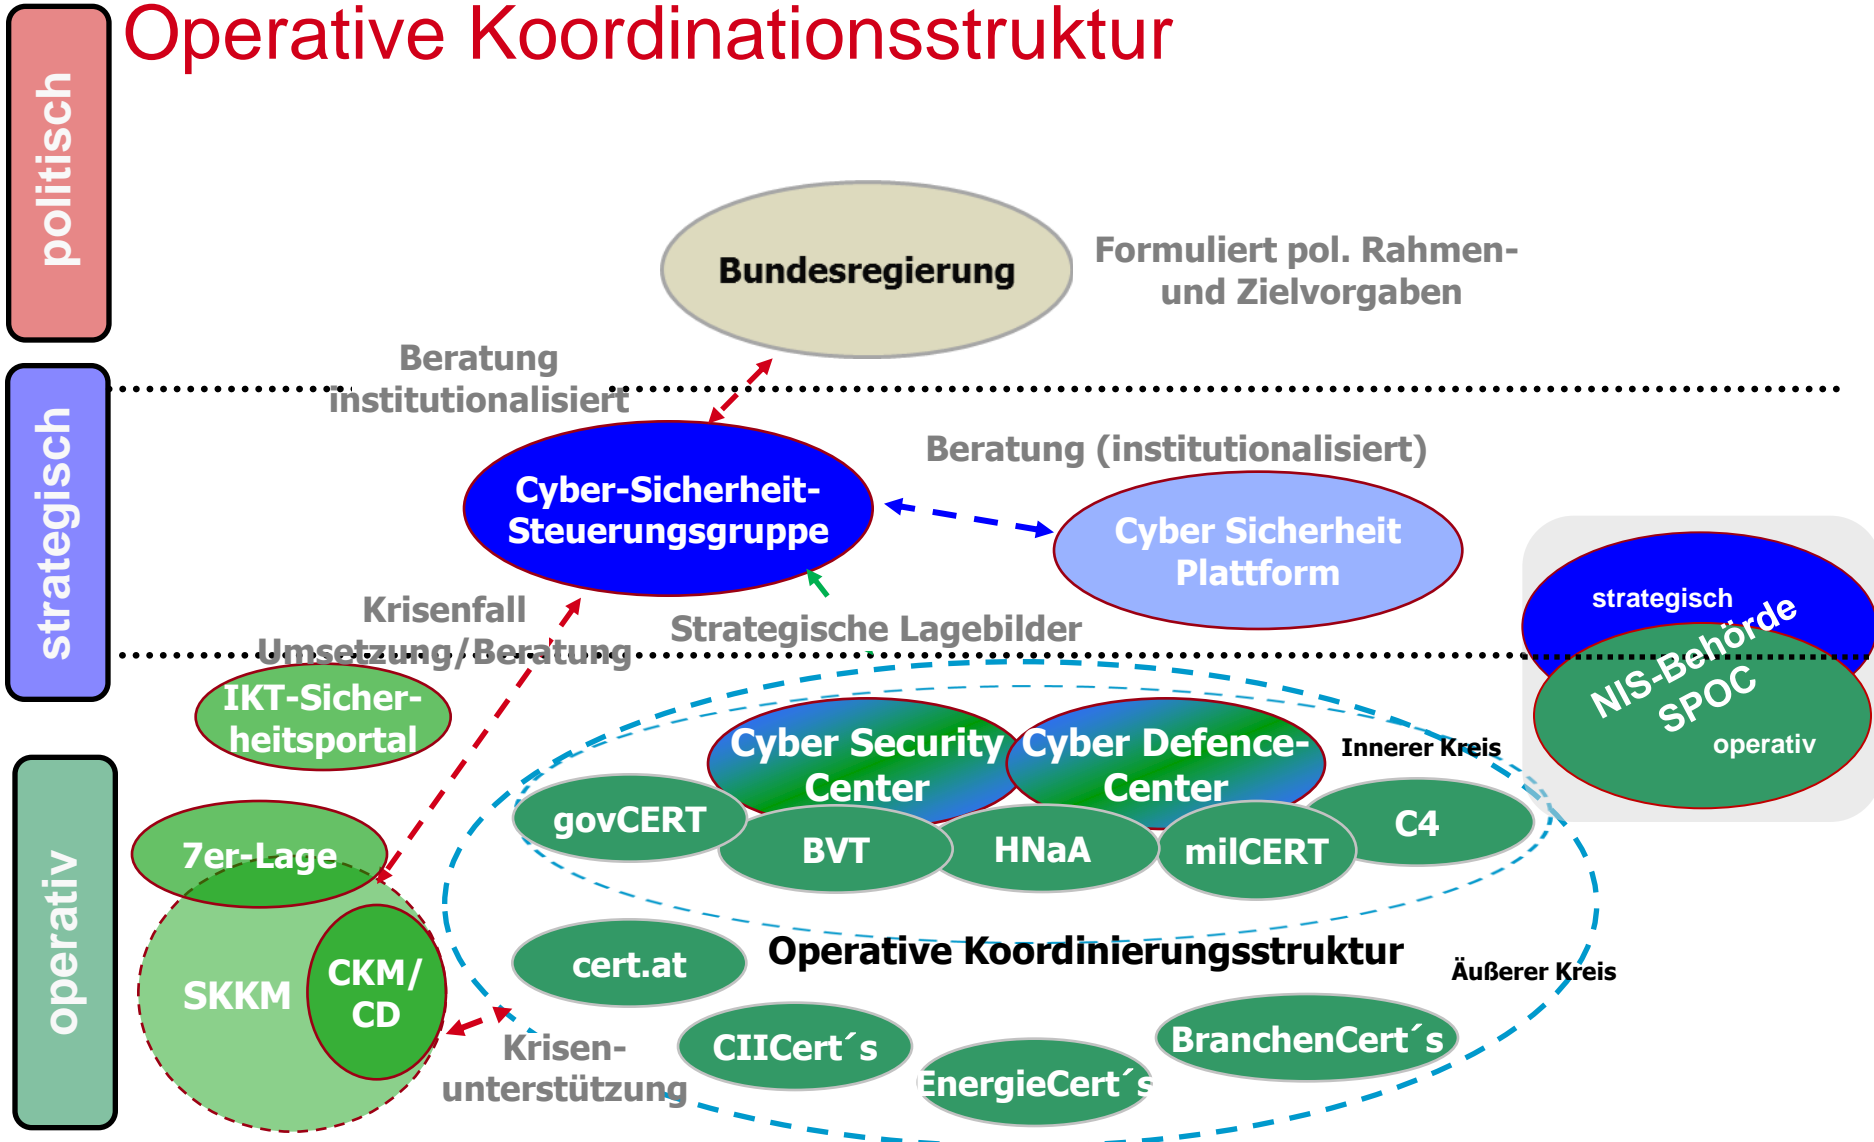 Operative Koordinationsstruktur
politisch
Bundesregierung
Formuliert pol. Rahmen-
und Zielvorgaben
Beratung
institutionalisiert
strategisch
Cyber-Sicherheit-
Steuerungsgruppe
Beratung (institutionalisiert)
Cyber Sicherheit
Plattform
Krisenfall
Umsetzung/Beratung
Strategische Lagebilder
strategisch
NIS-Behörde
SPOC
operativ
operativ
IKT-Sicher-
heitsportal
7er-Lage
SKKM
CKM/
CD
Cyber Security
Center
Cyber Defence-
Center
Innerer Kreis
govCERT
BVT
HNaA
milCERT
C4
Operative Koordinierungsstruktur
Äußerer Kreis
cert.at
CIICert´s
EnergieCert´s
BranchenCert´s
Krisen-
unterstützung